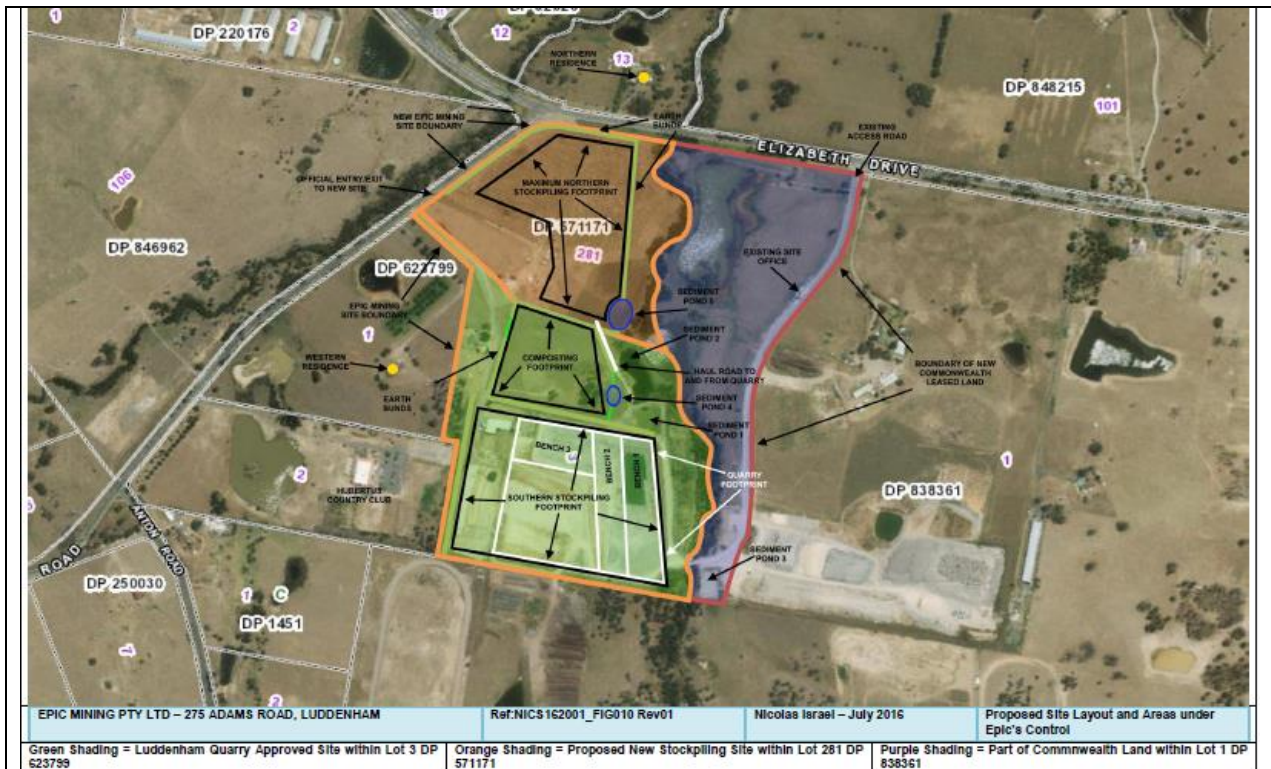 DP 220176
1
2
12
NORTHERN
RESIDENCE
13
DP 848215
101
NEW EPIC MINING
SITE BOUNDARY
EARTH
BUNDS
EXISTING
ACCESS ROAD
ELIZABETH DRIVE
OFFICIAL ENTRY/EXIT
TO NEW SITE
106
MAXIMUM NORTHERN
STOCKPILING FOOTPRINT
DP 571171
281
DP 846962
DP 623799
EXISTING SITE
OFFICE
EPIC MINING
SITE BOUNDARY
1
SEDIMENT
POND 5
SEDIMENT
POND 2
WESTERN
RESIDENCE
COMPOSTING
FOOTPRINT
HAUL ROAD TO
AND FROM QUARRY
BOUNDARY OF NEW
COMMONWEALTH
LEASED LAND
EARTH
BUNDS
SEDIMENT
POND 4
SEDIMENT
POND 1
BENCH 3
3
BENCH 2
BENCH 1
QUARRY
FOOTPRINT
1
2
HUBERTUS
COUNTRY CLUB
SOUTHERN STOCKPILING
FOOTPRINT
DP 838361
ANTON ROAD
ROAD
SEDIMENT
POND 3
DP 250030
1
C
DP 1451
7
2
EPIC MINING PTY LTD – 275 ADAMS ROAD, LUDDENHAM
Ref:NICS162001_FIG010 Rev01
Nicolas Israel – July 2016
Proposed Site Layout and Areas under
Epic's Control
Green Shading = Luddenham Quarry Approved Site within Lot 3 DP
623799
Orange Shading = Proposed New Stockpiling Site within Lot 281 DP
571171
Purple Shading = Part of Commnwealth Land within Lot 1 DP
838361